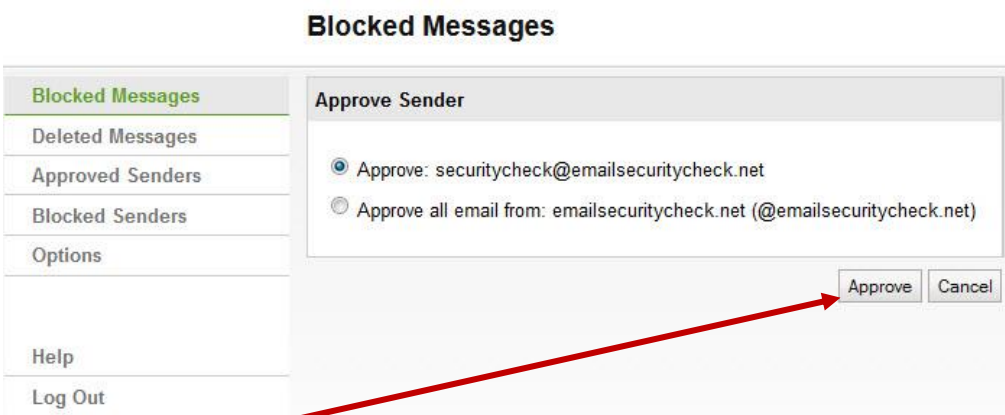 Blocked Messages
Blocked Messages
Deleted Messages
Approved Senders
Blocked Senders
Options
Help
Log Out
Approve Sender
Approve: securitycheck@emailsecuritycheck.net
Approve all email from: emailsecuritycheck.net (@emailsecuritycheck.net)
Approve
Cancel